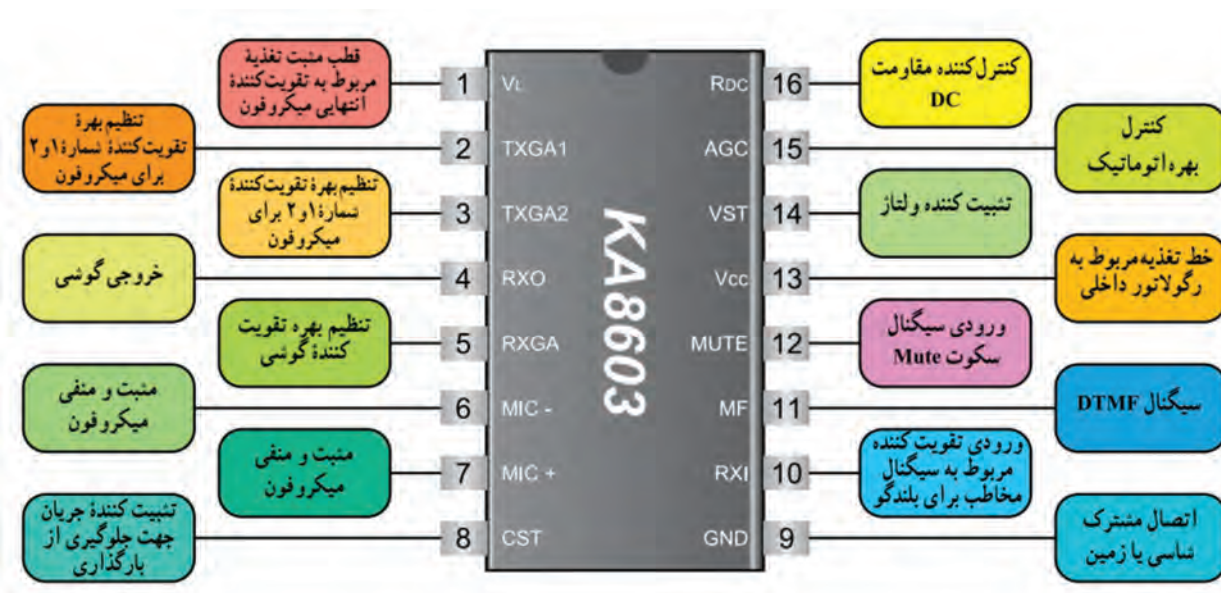 قطب مثبت تغذیهٔ
مربوط به تقویت‌کنندهٔ
انتهایی میکروفون
1
VL
تنظیم بهرهٔ
تقویت‌کنندهٔ شمارهٔ ۱و۲
برای میکروفون
2
TXGA1
تنظیم بهرهٔ تقویت‌کنندهٔ
شمارهٔ ۱و۲ برای
میکروفون
3
TXGA2
خروجی گوشی
4
RXO
تنظیم بهره تقویت
کنندهٔ گوشی
5
RXGA
مثبت و منفی
میکروفون
6
MIC -
مثبت و منفی
میکروفون
7
MIC +
تثبیت کنندهٔ جریان
جهت جلوگیری از
بارگذاری
8
CST
KA8603
کنترل‌کننده مقاومت
DC
16
RDC
کنترل
بهره اتوماتیک
15
AGC
تثبیت کننده ولتاژ
14
VST
خط تغذیه مربوط به
رگولاتور داخلی
13
Vcc
ورودی سیگنال
سکوت Mute
12
MUTE
سیگنال DTMF
11
MF
ورودی تقویت‌کننده
مربوط به سیگنال
مخاطب برای بلندگو
10
RXI
اتصال مشترک
شاسی یا زمین
9
GND